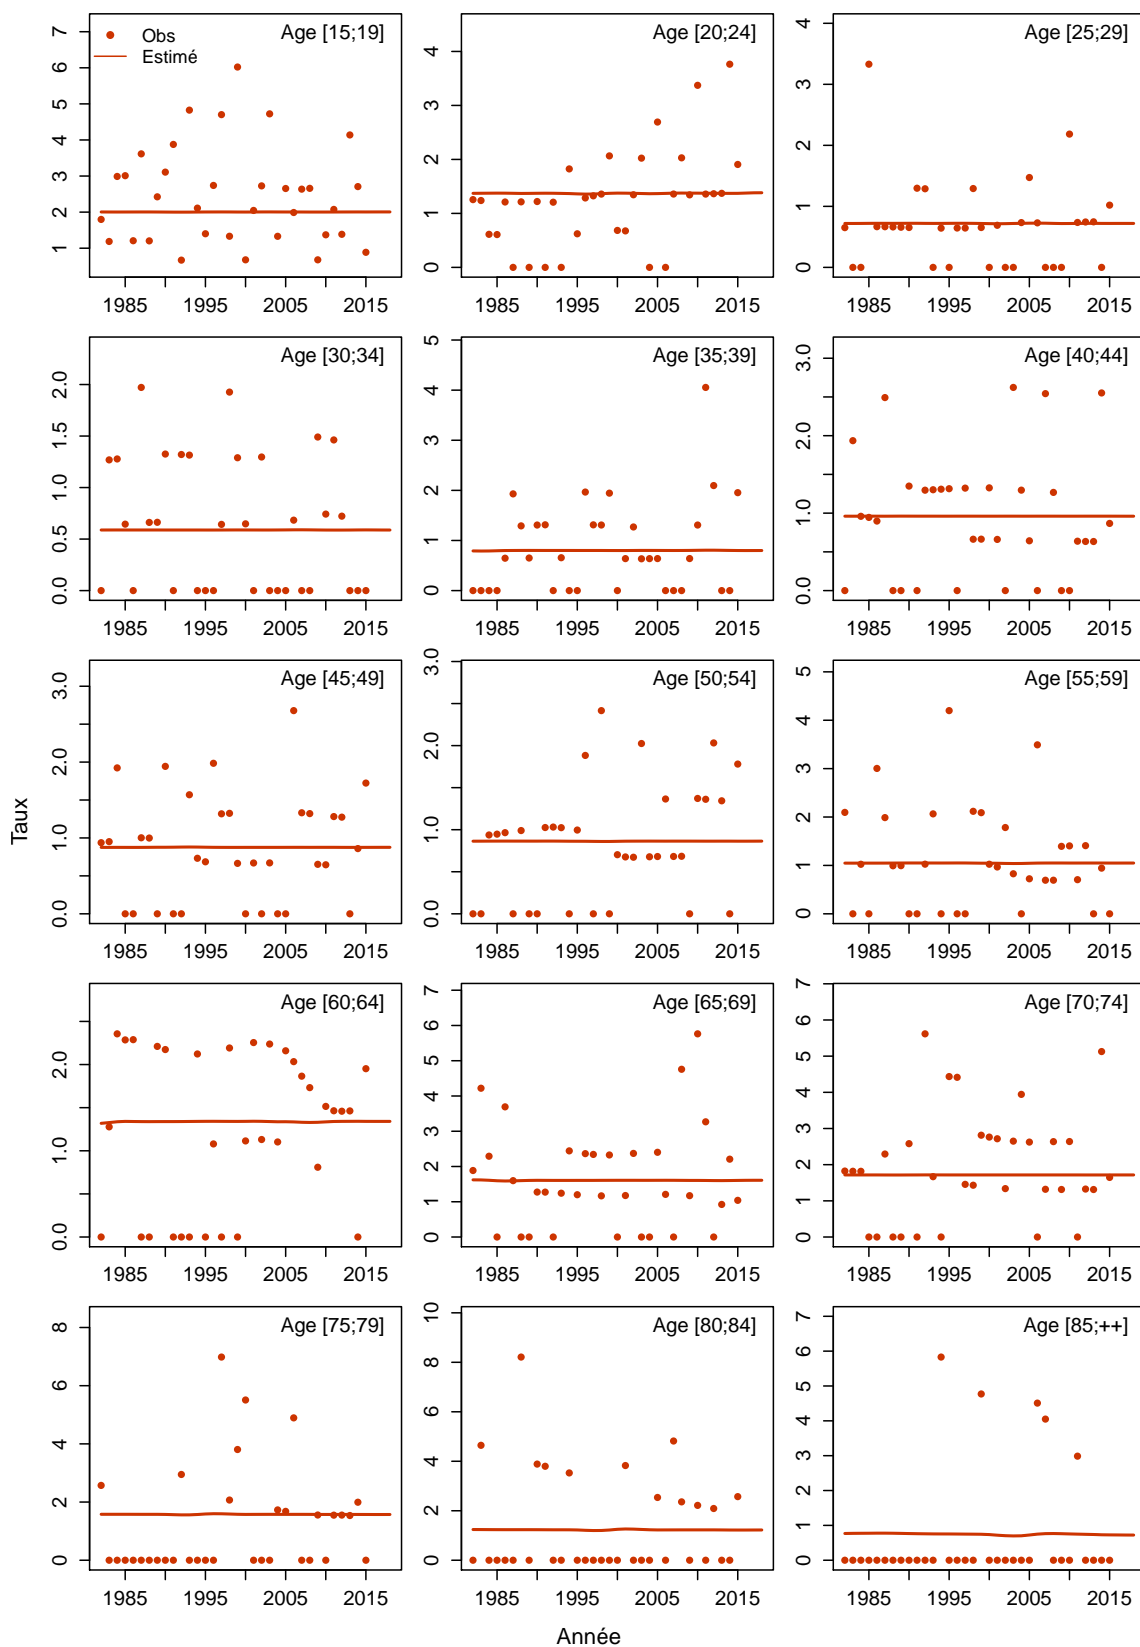 Age [15;19]
Obs
Estimé
1 2 3 4 5 6 7
1985 1995 2005 2015
Age [20;24]
0 1 2 3 4
1985 1995 2005 2015
Age [25;29]
0 1 2 3 4
1985 1995 2005 2015
Age [30;34]
0.0 0.5 1.0 1.5 2.0
1985 1995 2005 2015
Age [35;39]
0 1 2 3 4 5
1985 1995 2005 2015
Age [40;44]
0.0 1.0 2.0 3.0
1985 1995 2005 2015
Taux
Age [45;49]
0.0 1.0 2.0 3.0
1985 1995 2005 2015
Age [50;54]
0.0 1.0 2.0 3.0
1985 1995 2005 2015
Age [55;59]
0 1 2 3 4 5
1985 1995 2005 2015
Age [60;64]
0.0 1.0 2.0
1985 1995 2005 2015
Age [65;69]
0 1 2 3 4 5 6 7
1985 1995 2005 2015
Age [70;74]
0 1 2 3 4 5 6 7
1985 1995 2005 2015
Age [75;79]
0 2 4 6 8
1985 1995 2005 2015
Age [80;84]
0 2 4 6 8 10
1985 1995 2005 2015
Age [85;++]
0 1 2 3 4 5 6 7
1985 1995 2005 2015
Année